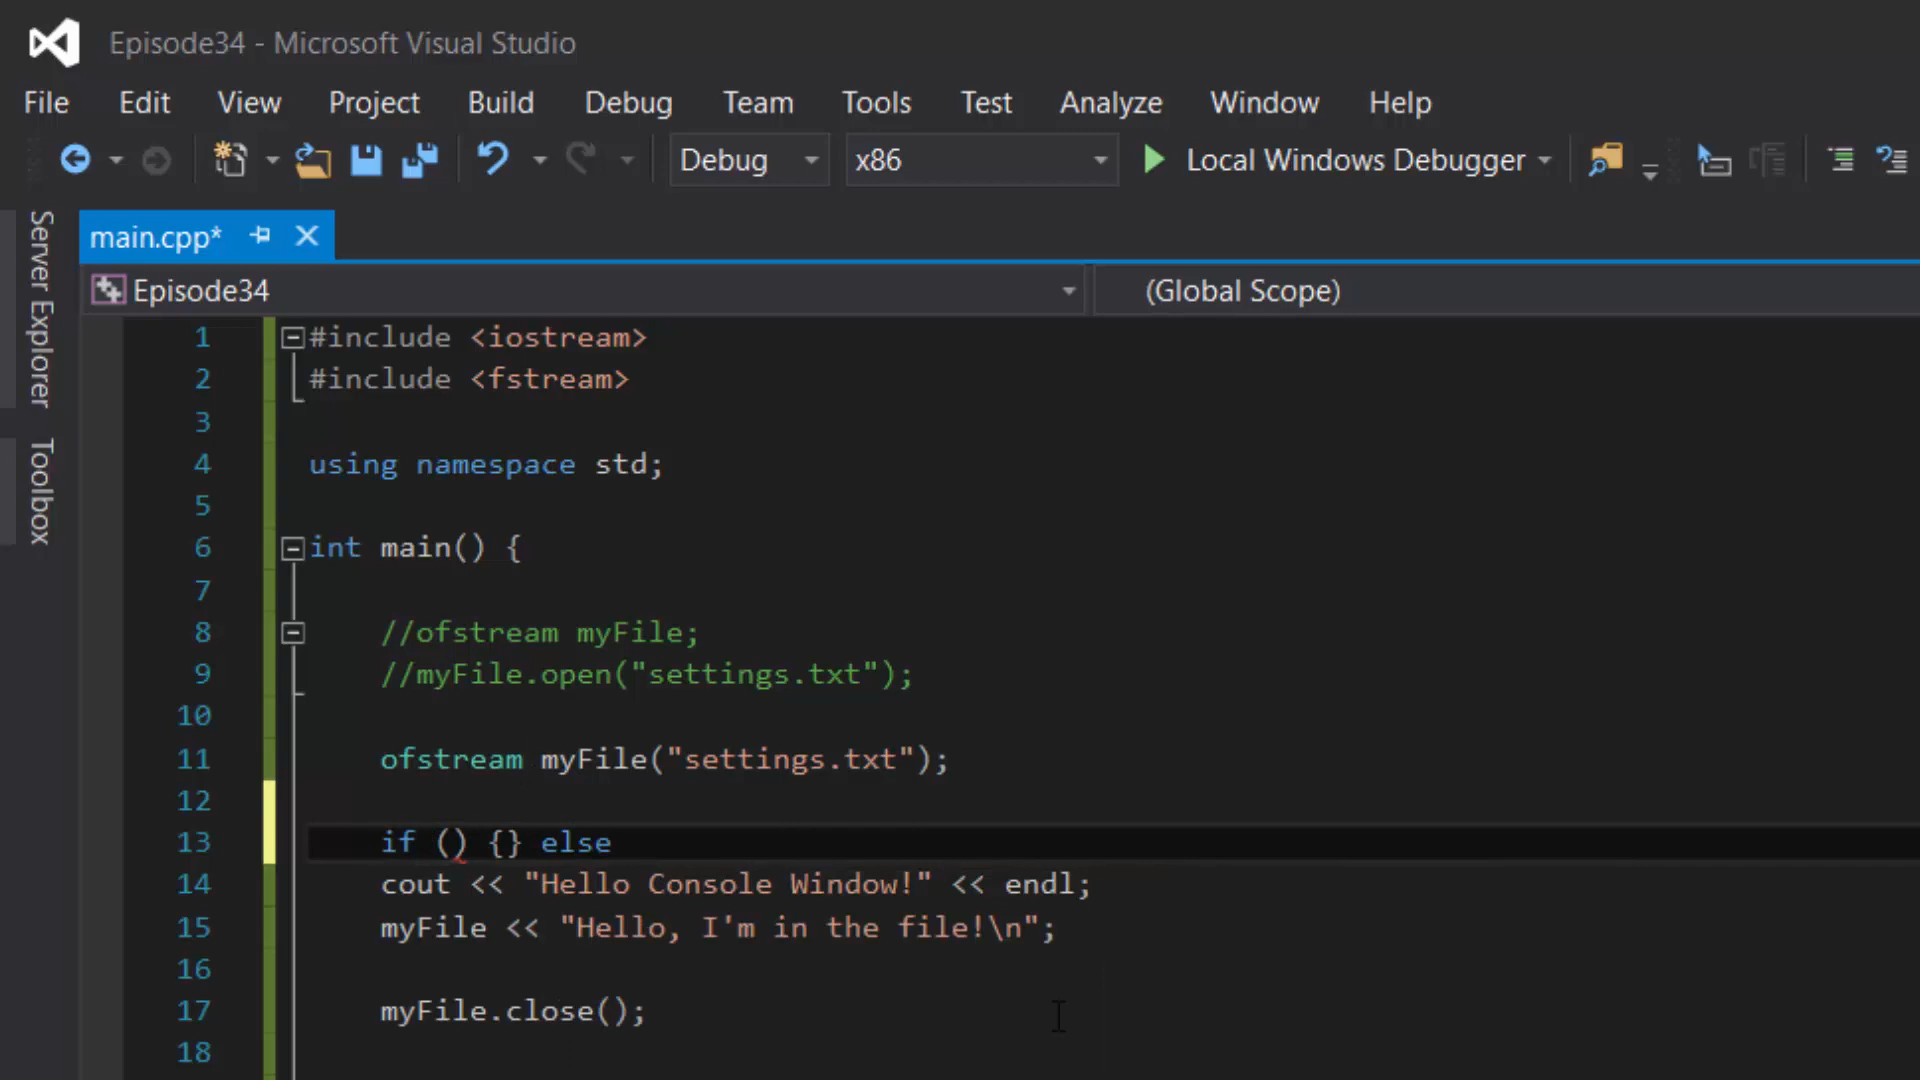 Episode34 - Microsoft Visual Studio
File Edit View Project Build Debug Team Tools Test Analyze Window Help
Debug x86 Local Windows Debugger
Server Explorer
Toolbox
main.cpp*
Episode34 (Global Scope)
1 #include <iostream>
2 #include <fstream>
3
4 using namespace std;
5
6 int main() {
7
8 //ofstream myFile;
9 //myFile.open("settings.txt");
10
11 ofstream myFile("settings.txt");
12
13 if () {} else
14 cout << "Hello Console Window!" << endl;
15 myFile << "Hello, I'm in the file!\n";
16
17 myFile.close();
18